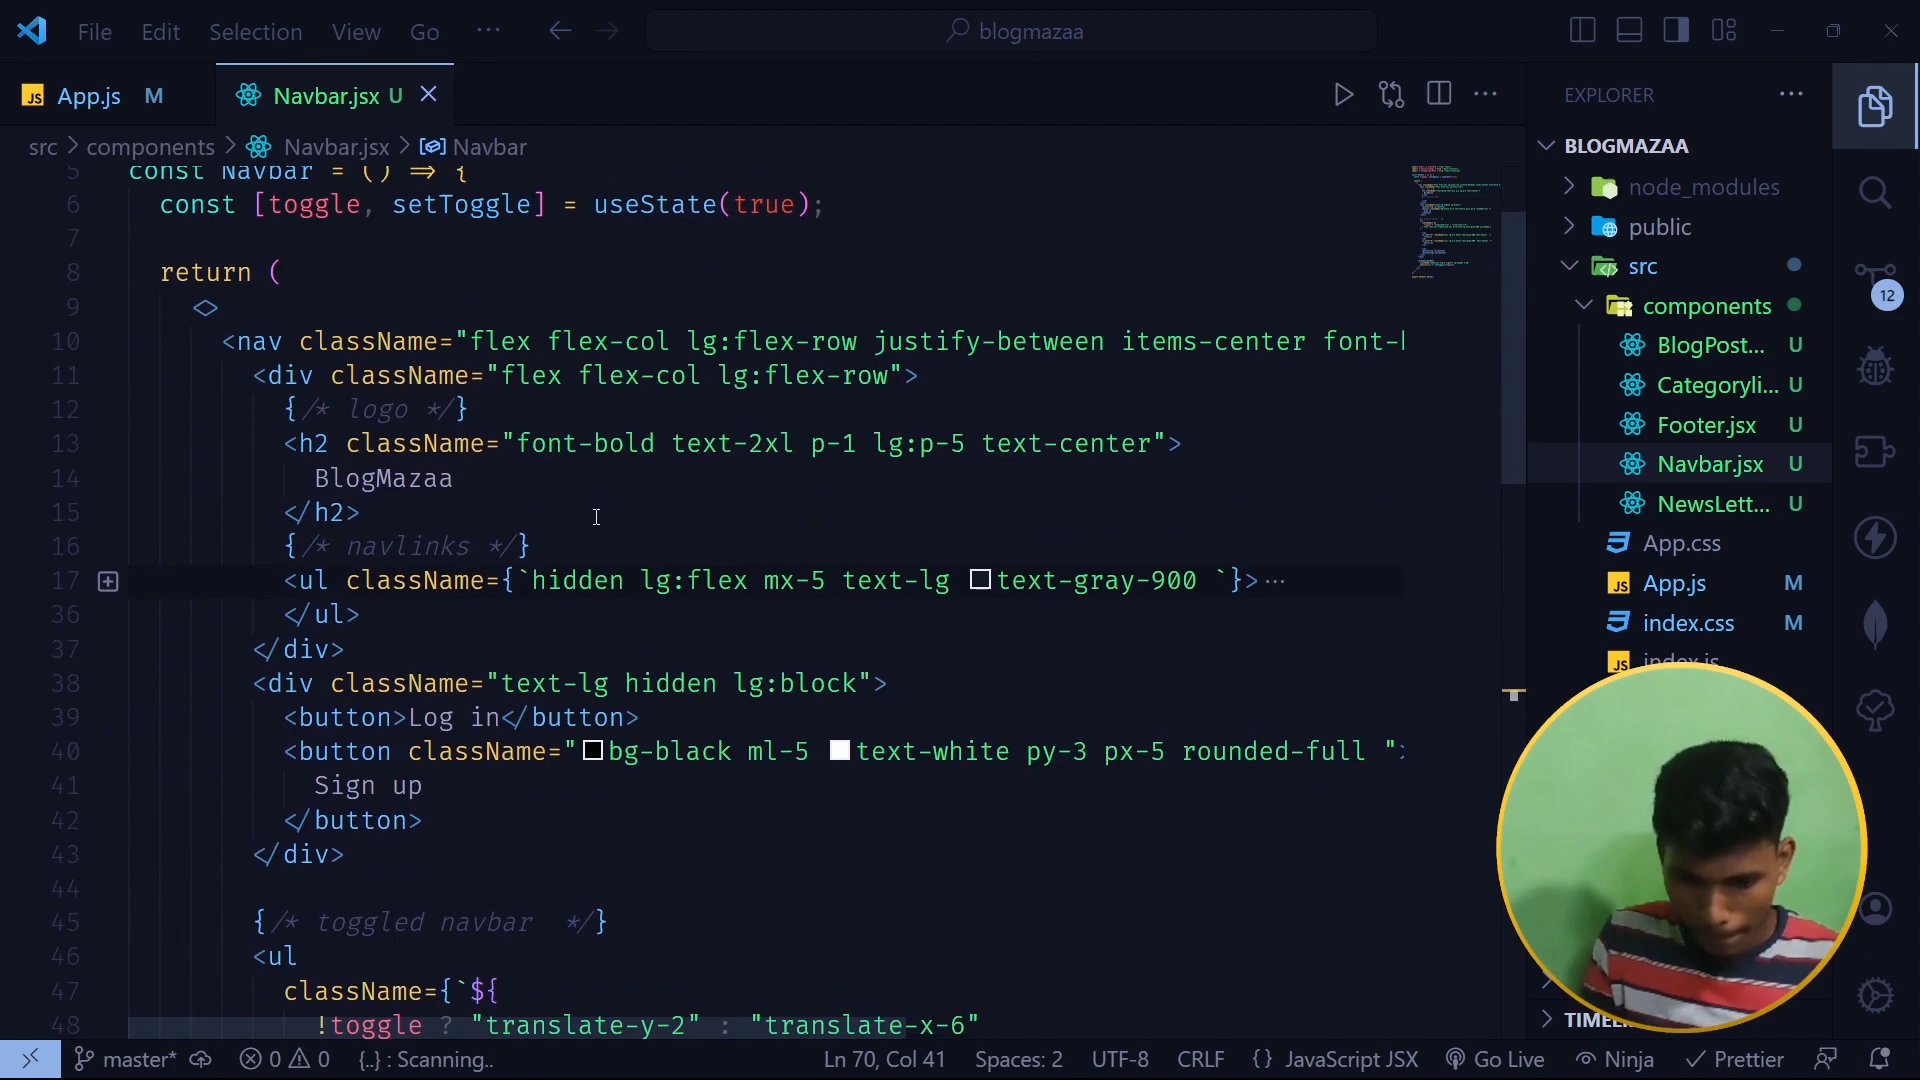 File Edit Selection View Go ··· blogmazaa
App.js M Navbar.jsx U
src > components > Navbar.jsx > Navbar
5 const Navbar = () => {
6 const [toggle, setToggle] = useState(true);
7
8 return (
9 <>
10 <nav className="flex flex-col lg:flex-row justify-between items-center
11 <div className="flex flex-col lg:flex-row">
12 {/* logo */}
13 <h2 className="font-bold text-2xl p-1 lg:p-5 text-center">
14 BlogMazaa
15 </h2>
16 {/* navlinks */}
17 <ul className={`hidden lg:flex mx-5 text-lg text-gray-900 `}>···
36 </ul>
37 </div>
38 <div className="text-lg hidden lg:block">
39 <button>Log in</button>
40 <button className="bg-black ml-5 text-white py-3 px-5 rounded-full ">
41 Sign up
42 </button>
43 </div>
44
45 {/* toggled navbar */}
46 <ul
47 className={`${
48 !toggle ? "translate-y-2" : "translate-x-6"
EXPLORER ···
BLOGMAZAA
node_modules
public
src
components
BlogPost... U
Categoryli... U
Footer.jsx U
Navbar.jsx U
NewsLett... U
App.css
App.js M
index.css M
index.js
12
master* 0 0 {..} : Scanning.. Ln 70, Col 41 Spaces: 2 UTF-8 CRLF {} JavaScript JSX Go Live Ninja Prettier